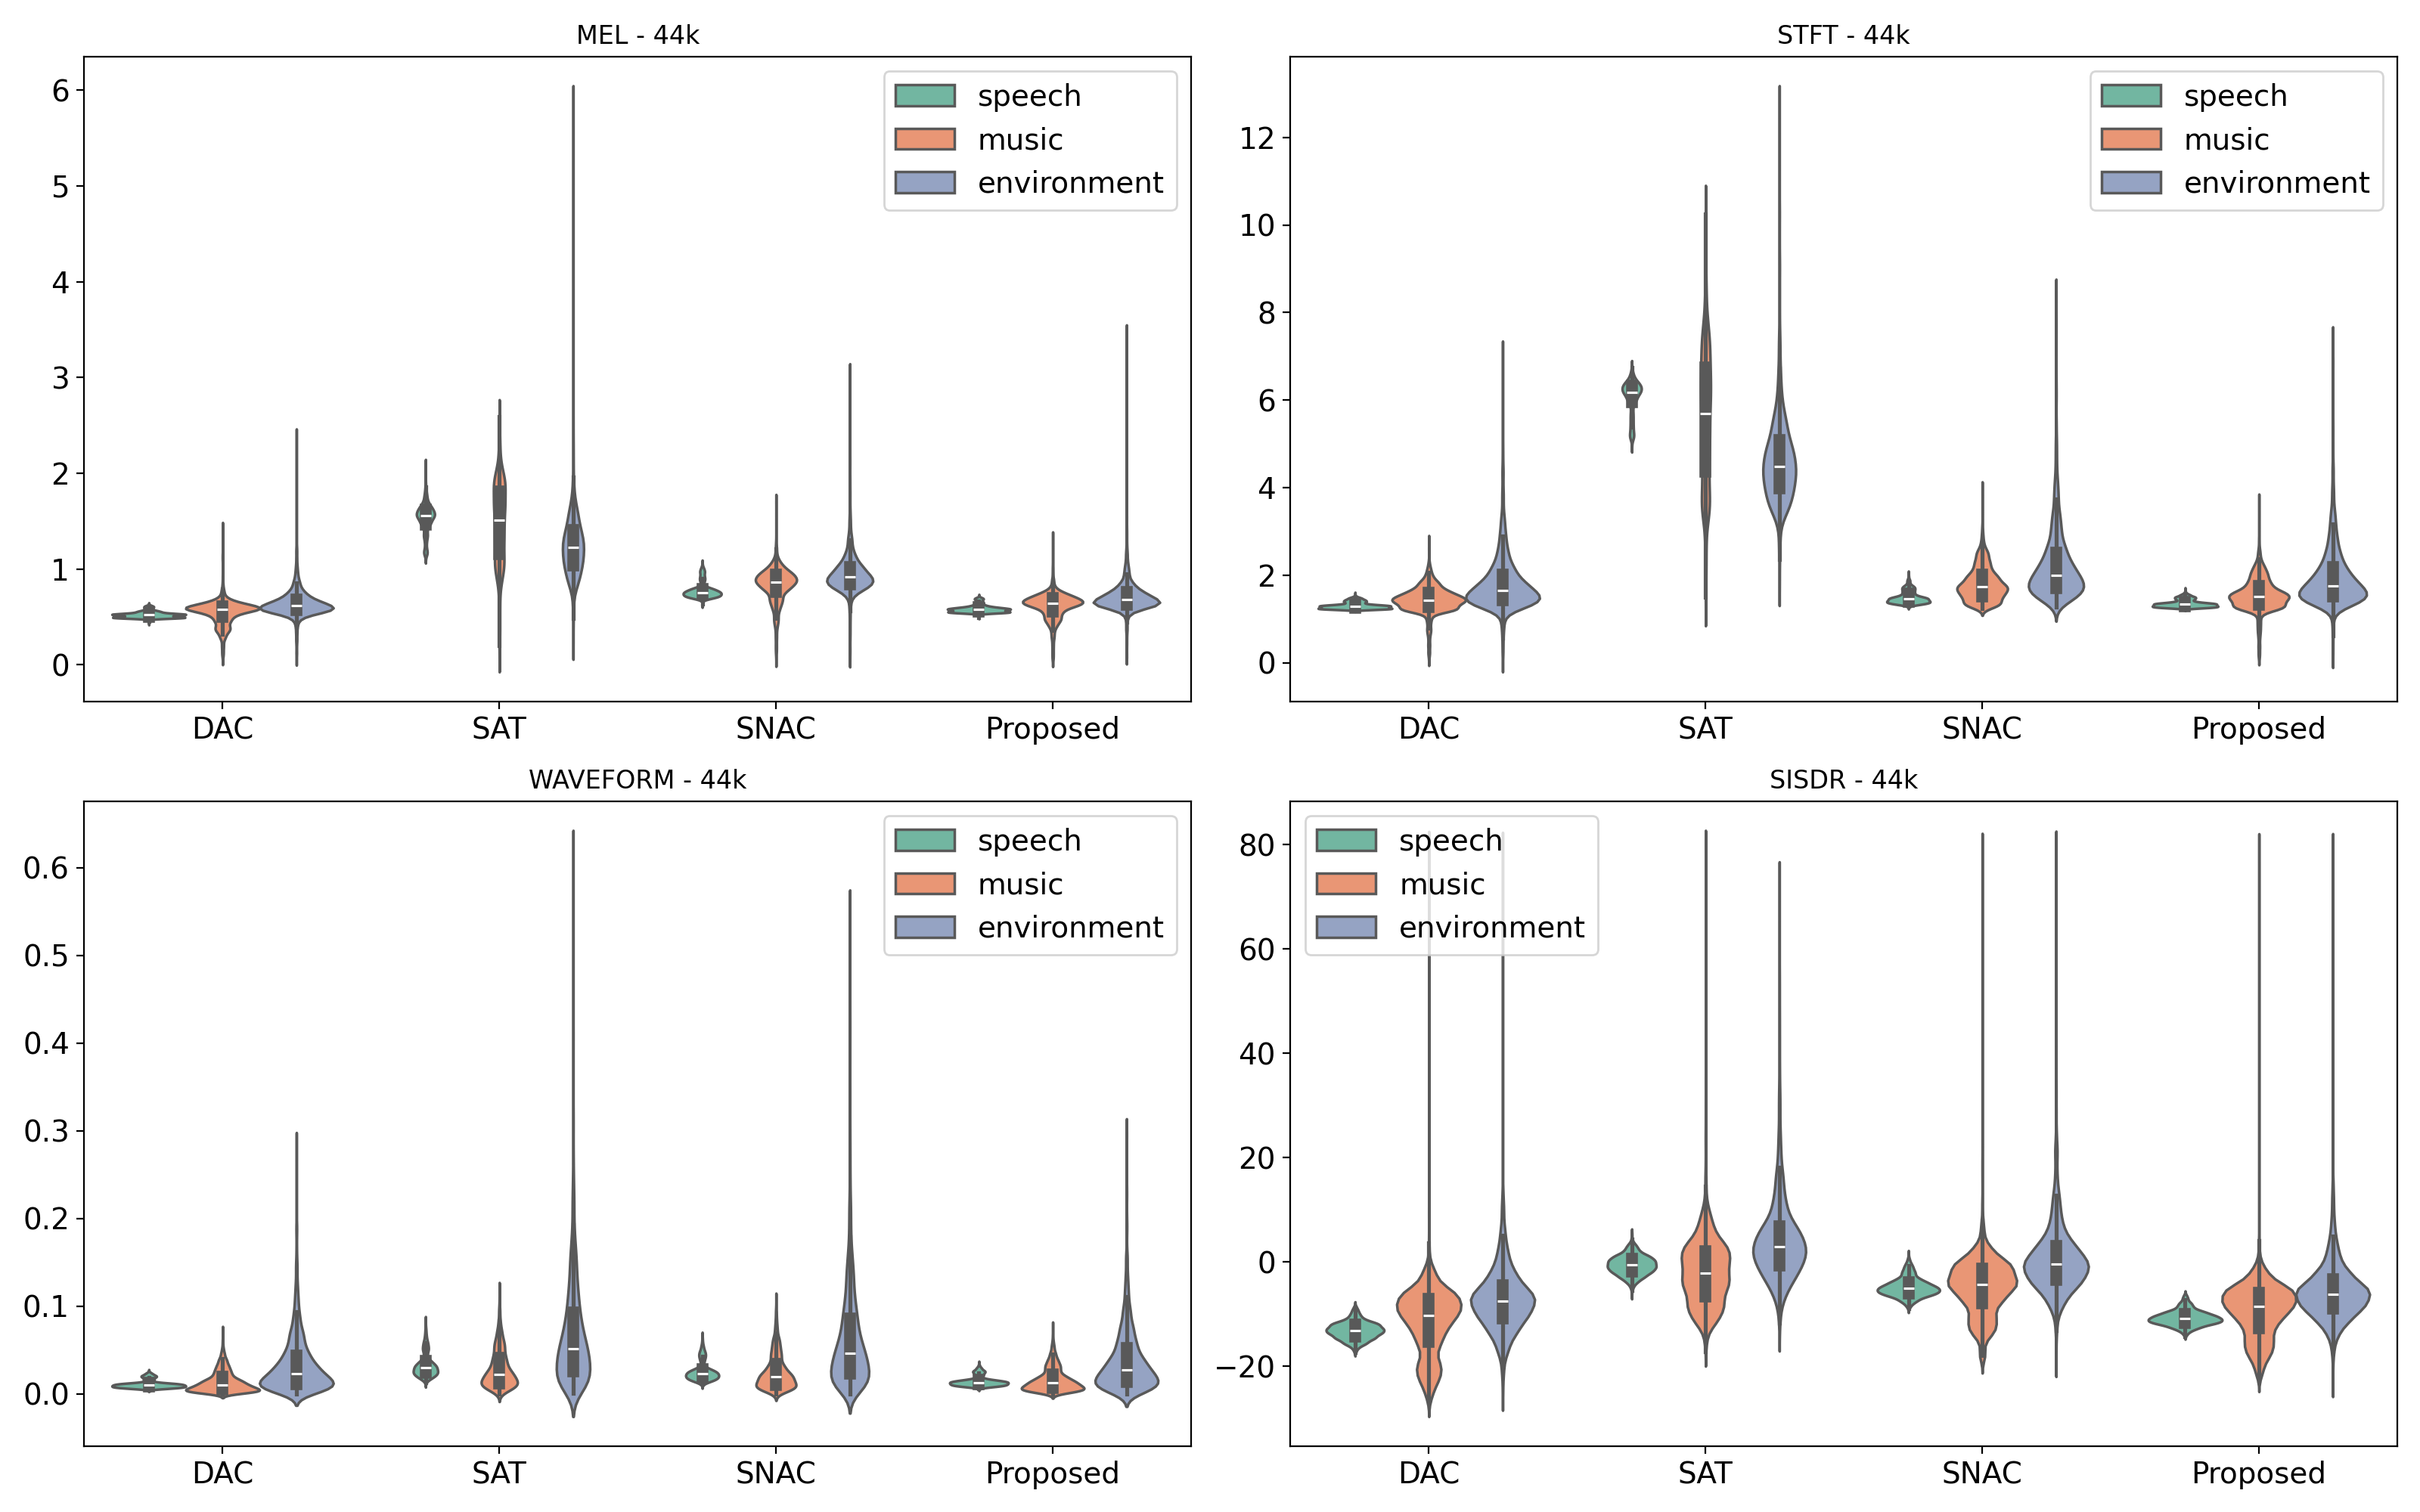 MEL - 44k
6
5
4
3
2
1
0
speech
music
environment
DAC
SAT
SNAC
Proposed
STFT - 44k
12
10
8
6
4
2
0
speech
music
environment
DAC
SAT
SNAC
Proposed
WAVEFORM - 44k
0.6
0.5
0.4
0.3
0.2
0.1
0.0
speech
music
environment
DAC
SAT
SNAC
Proposed
SISDR - 44k
80
60
40
20
0
−20
speech
music
environment
DAC
SAT
SNAC
Proposed